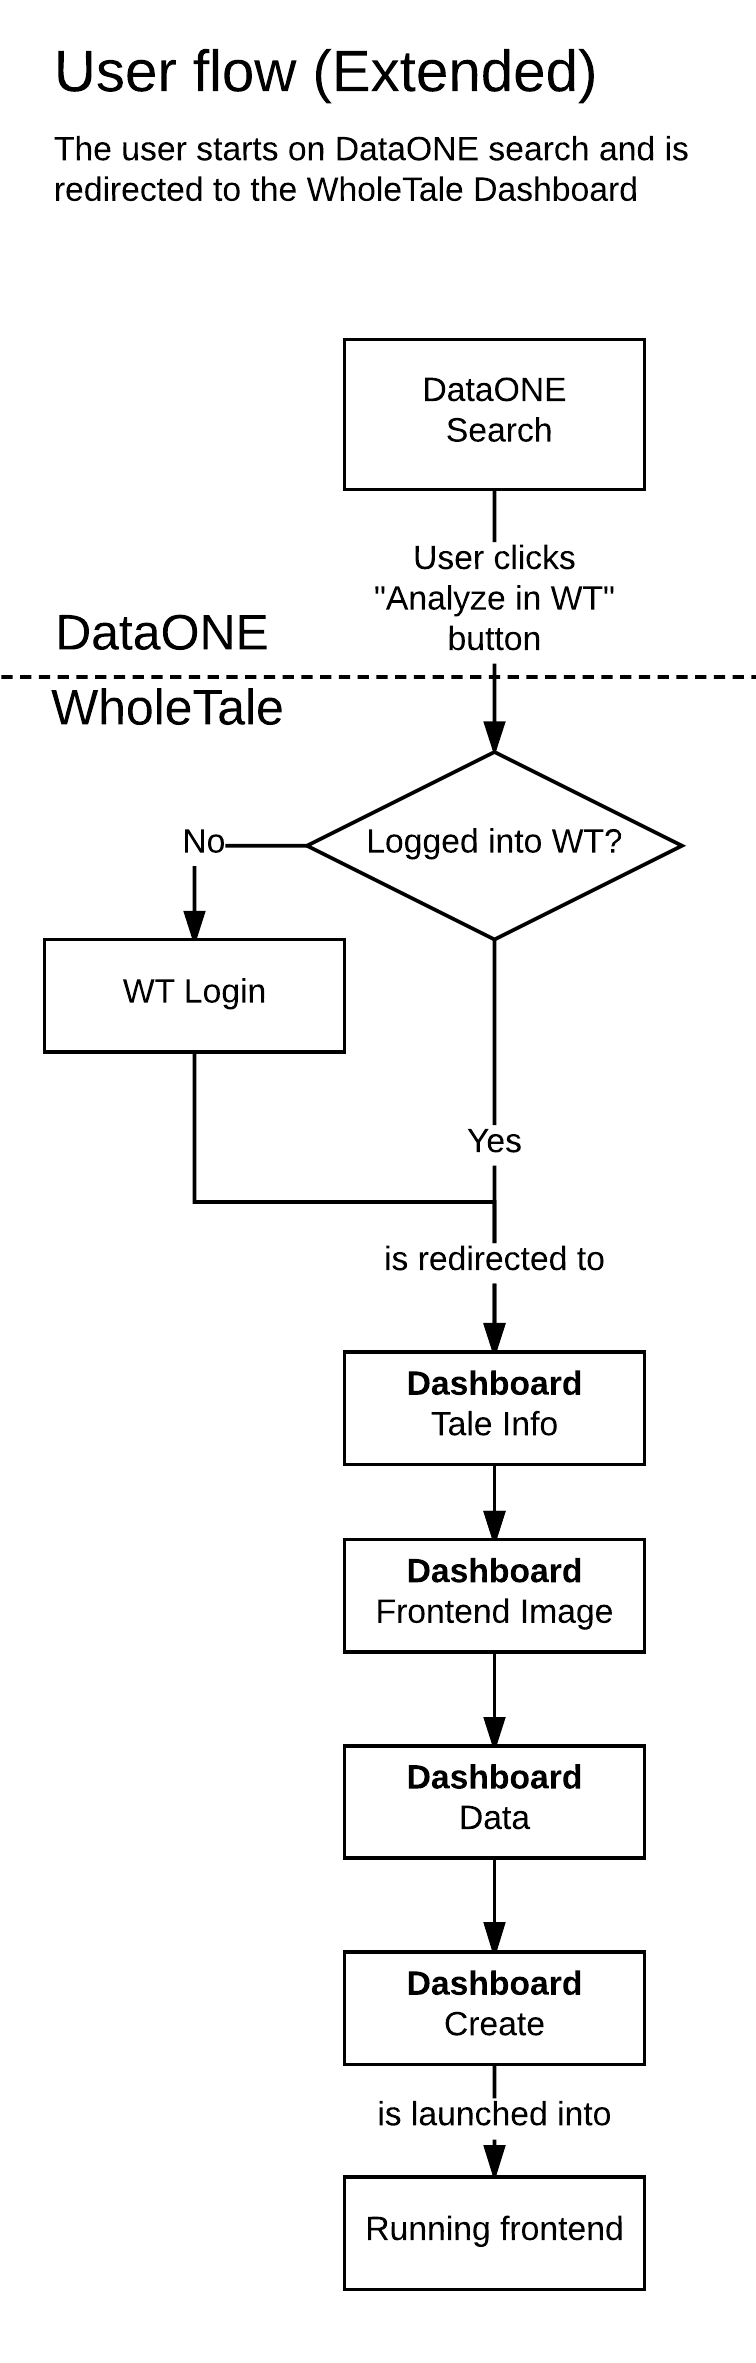 User flow (Extended)
The user starts on DataONE search and is
redirected to the WholeTale Dashboard
DataONE
Search
User clicks
"Analyze in WT"
button
DataONE
WholeTale
Logged into WT?
No
WT Login
Yes
is redirected to
Dashboard
Tale Info
Dashboard
Frontend Image
Dashboard
Data
Dashboard
Create
is launched into
Running frontend